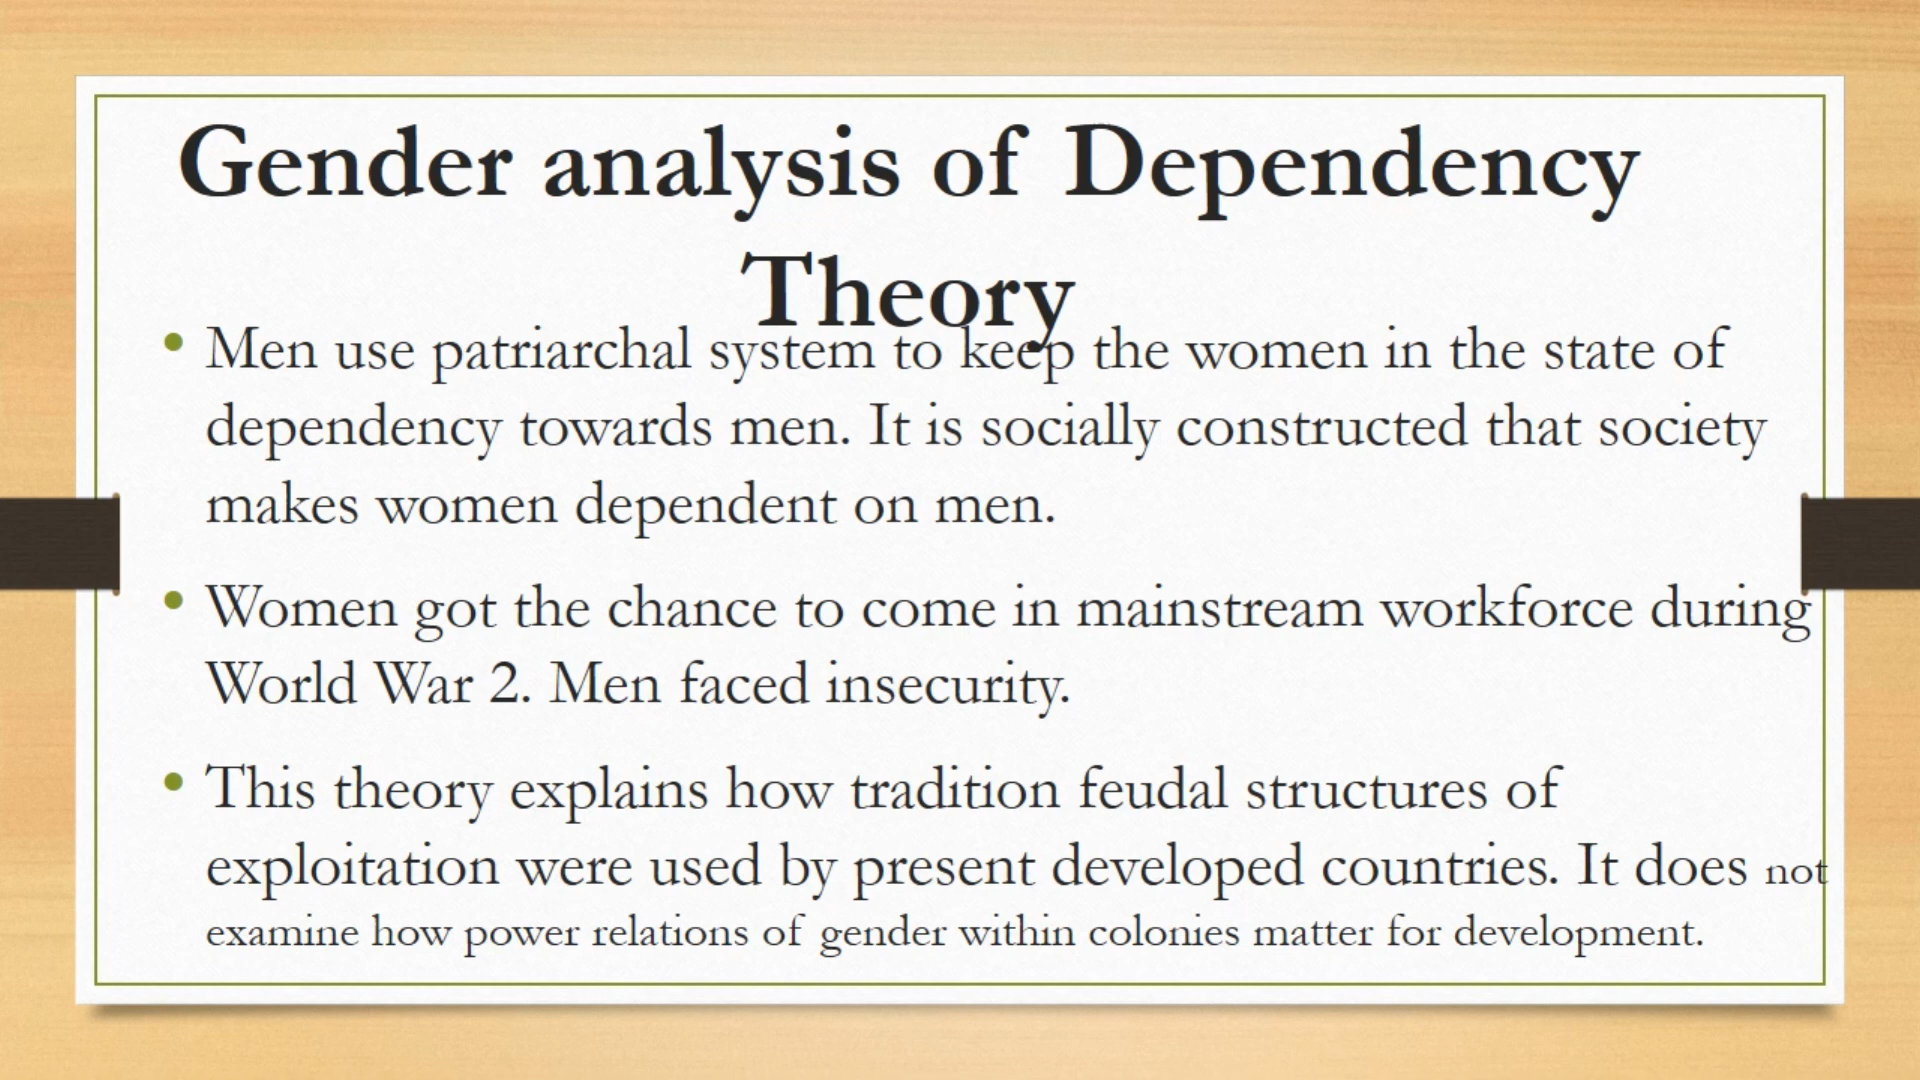 Gender analysis of Dependency
Theory
Men use patriarchal system to keep the women in the state of
dependency towards men. It is socially constructed that society
makes women dependent on men.
Women got the chance to come in mainstream workforce during
World War 2. Men faced insecurity.
This theory explains how tradition feudal structures of
exploitation were used by present developed countries. It does not
examine how power relations of gender within colonies matter for development.